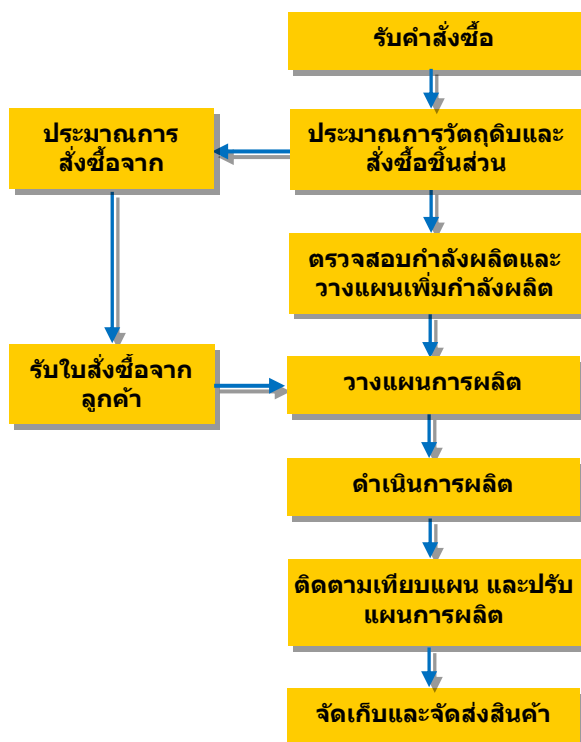 รับคำสั่งซื้อ
ประมาณการ
สั่งซื้อจาก
ประมาณการวัตถุดิบและ
สั่งซื้อชิ้นส่วน
ตรวจสอบกำลังผลิตและ
วางแผนเพิ่มกำลังผลิต
รับใบสั่งซื้อจาก
ลูกค้า
วางแผนการผลิต
ดำเนินการผลิต
ติดตามเทียบแผน และปรับ
แผนการผลิต
จัดเก็บและจัดส่งสินค้า